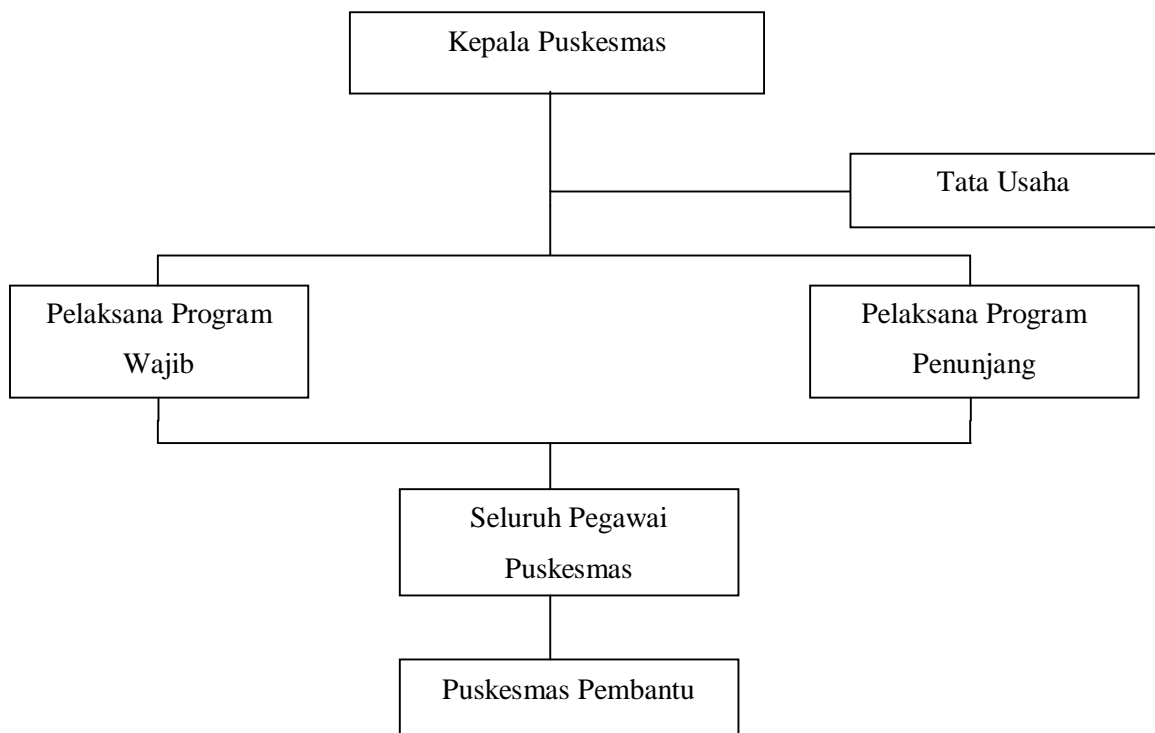 Kepala Puskesmas
Tata Usaha
Pelaksana Program
Wajib
Pelaksana Program
Penunjang
Seluruh Pegawai
Puskesmas
Puskesmas Pembantu